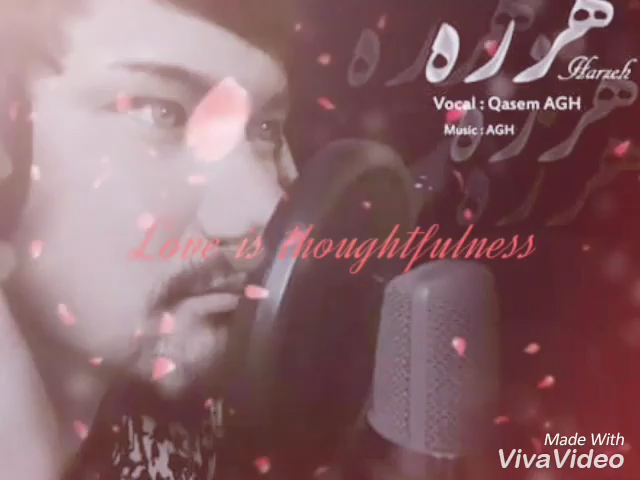 هرزه
Harzeh
Vocal : Qasem AGH
Music : AGH
Love is thoughtfulness
Made With
VivaVideo